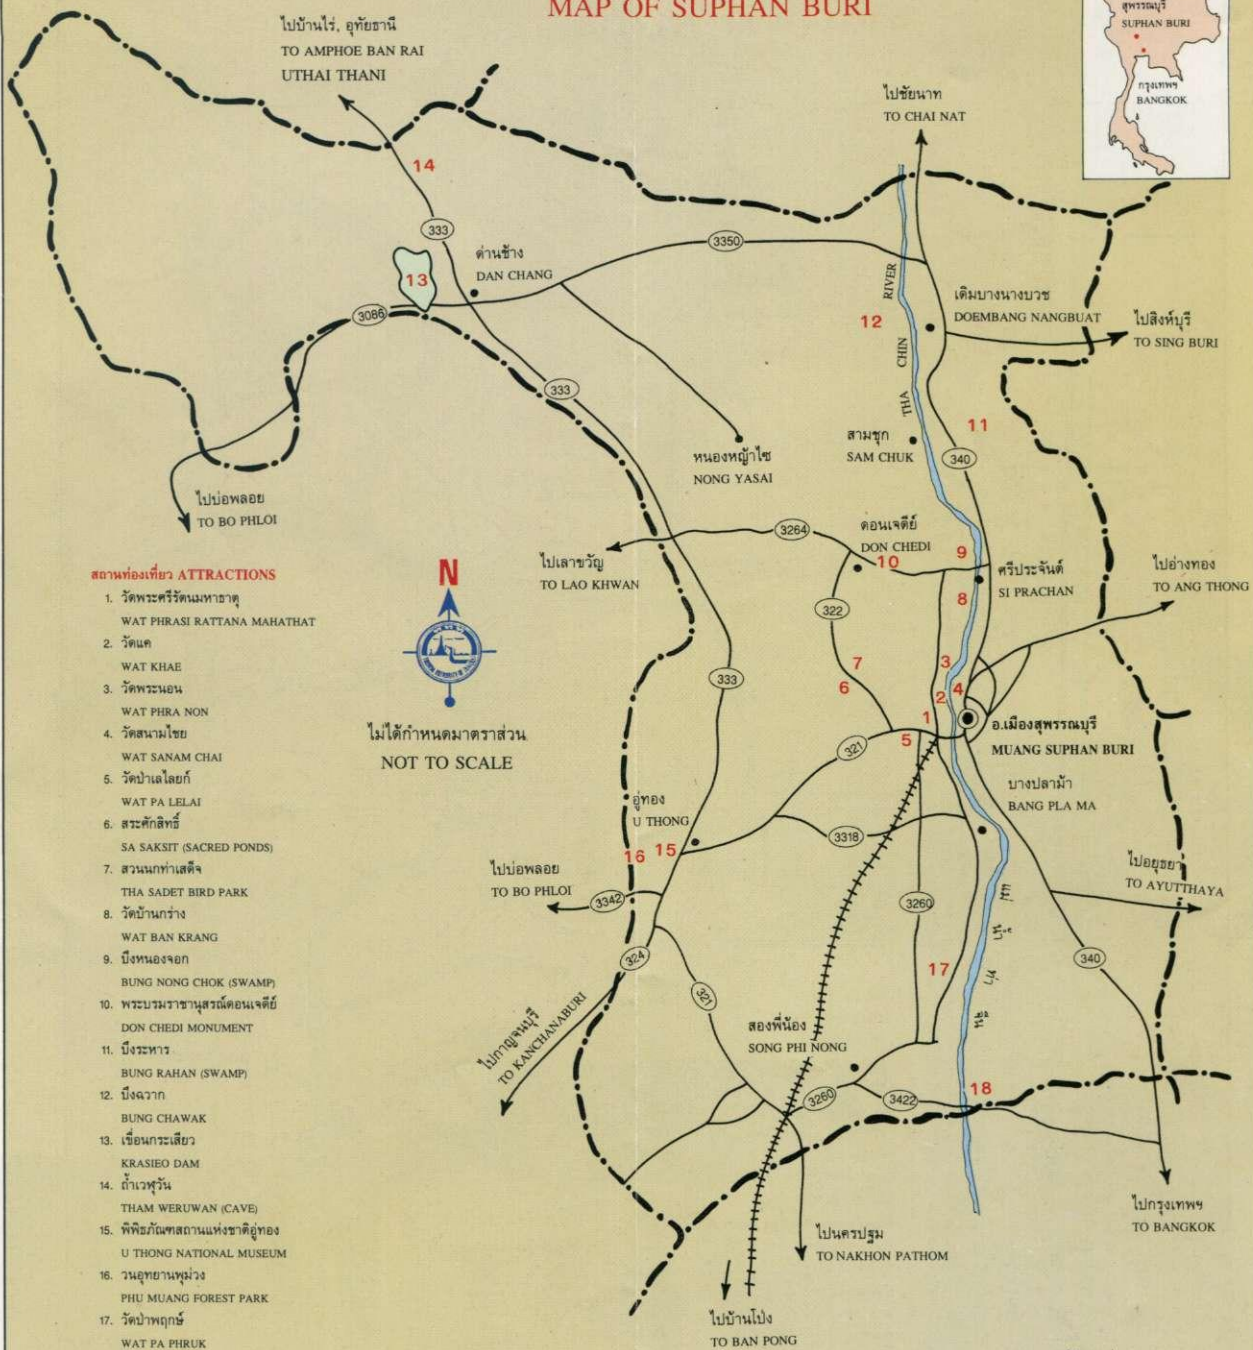 MAP OF SUPHAN BURI
สุพรรณบุรี
SUPHAN BURI
กรุงเทพฯ
BANGKOK
ไปบ้านไร่, อุทัยธานี
TO AMPHOE BAN RAI
UTHAI THANI
ไปชัยนาท
TO CHAI NAT
14
333
3350
ด่านช้าง
DAN CHANG
13
3086
RIVER
CHIN
THA
12
เดิมบางนางบวช
DOEMBANG NANGBUAT
ไปสิงห์บุรี
TO SING BURI
333
11
สามชุก
SAM CHUK
340
หนองหญ้าไซ
NONG YASAI
ไปบ่อพลอย
TO BO PHLOI
3264
ดอนเจดีย์
DON CHEDI
10
9
ไปเลาขวัญ
TO LAO KHWAN
ศรีประจันต์
SI PRACHAN
8
ไปอ่างทอง
TO ANG THONG
322
N
ไม่ได้กำหนดมาตราส่วน
NOT TO SCALE
333
7
6
3
2
4
1
5
321
อ.เมืองสุพรรณบุรี
MUANG SUPHAN BURI
บางปลาม้า
BANG PLA MA
อู่ทอง
U THONG
3318
16
15
ไปบ่อพลอย
TO BO PHLOI
3342
ไปอยุธยา
TO AYUTTHAYA
3260
แม่
น้ำ
ท่า
จีน
324
321
17
340
ไปกาญจนบุรี
TO KANCHANABURI
สองพี่น้อง
SONG PHI NONG
3260
3422
18
ไปกรุงเทพฯ
TO BANGKOK
ไปนครปฐม
TO NAKHON PATHOM
ไปบ้านโป่ง
TO BAN PONG
สถานท่องเที่ยว ATTRACTIONS
1. วัดพระศรีรัตนมหาธาตุ
WAT PHRASI RATTANA MAHATHAT
2. วัดแค
WAT KHAE
3. วัดพระนอน
WAT PHRA NON
4. วัดสนามไชย
WAT SANAM CHAI
5. วัดป่าเลไลยก์
WAT PA LELAI
6. สระศักสิทธิ์
SA SAKSIT (SACRED PONDS)
7. สวนนกท่าเสด็จ
THA SADET BIRD PARK
8. วัดบ้านกร่าง
WAT BAN KRANG
9. บึงหนองจอก
BUNG NONG CHOK (SWAMP)
10. พระบรมราชานุสรณ์ดอนเจดีย์
DON CHEDI MONUMENT
11. บึงระหาร
BUNG RAHAN (SWAMP)
12. บึงฉวาก
BUNG CHAWAK
13. เขื่อนกระเสียว
KRASIEO DAM
14. ถ้ำเวฬุวัน
THAM WERUWAN (CAVE)
15. พิพิธภัณฑสถานแห่งชาติอู่ทอง
U THONG NATIONAL MUSEUM
16. วนอุทยานพุม่วง
PHU MUANG FOREST PARK
17. วัดป่าพฤกษ์
WAT PA PHRUK